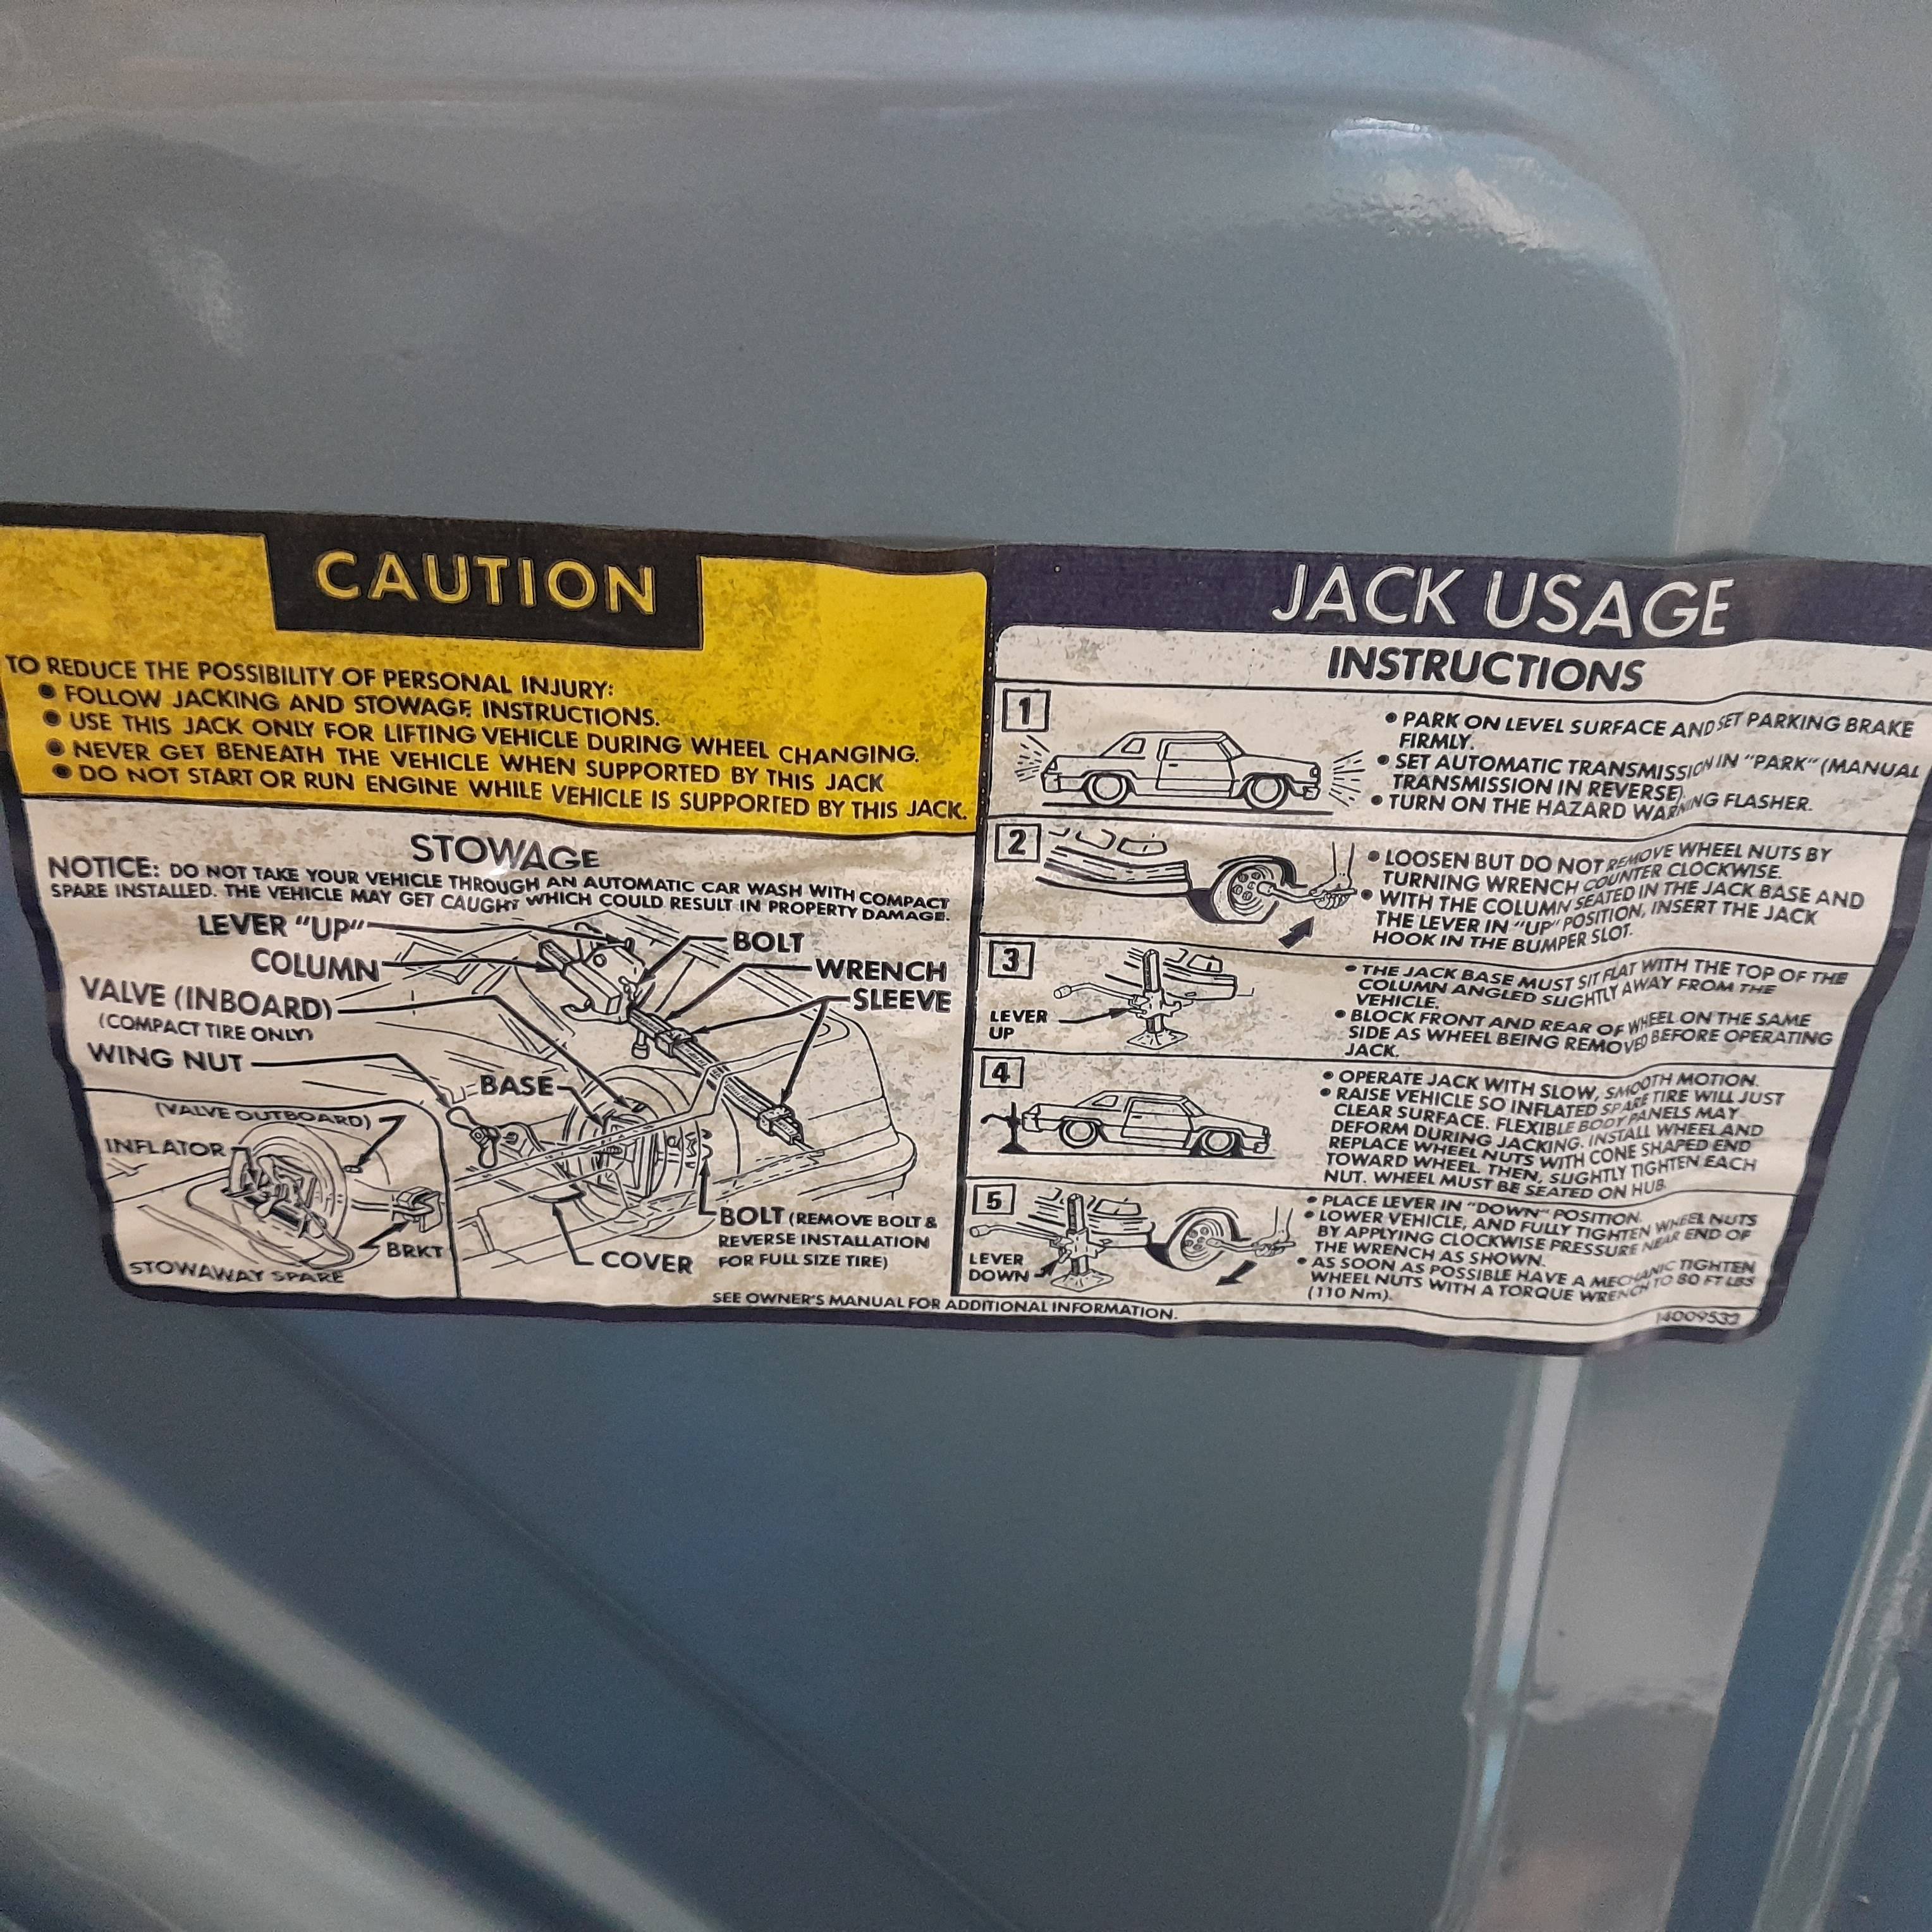 CAUTION
TO REDUCE THE POSSIBILITY OF PERSONAL INJURY:
● FOLLOW JACKING AND STOWAGE INSTRUCTIONS.
● USE THIS JACK ONLY FOR LIFTING VEHICLE DURING WHEEL CHANGING.
● NEVER GET BENEATH THE VEHICLE WHEN SUPPORTED BY THIS JACK
● DO NOT START OR RUN ENGINE WHILE VEHICLE IS SUPPORTED BY THIS JACK.
STOWAGE
NOTICE: DO NOT TAKE YOUR VEHICLE THROUGH AN AUTOMATIC CAR WASH WITH COMPACT
SPARE INSTALLED. THE VEHICLE MAY GET CAUGHT WHICH COULD RESULT IN PROPERTY DAMAGE.
LEVER "UP"
COLUMN
VALVE (INBOARD)
(COMPACT TIRE ONLY)
WING NUT
BOLT
WRENCH
SLEEVE
BASE
(VALVE OUTBOARD)
INFLATOR
BRKT
STOWAWAY SPARE
COVER
BOLT (REMOVE BOLT &
REVERSE INSTALLATION
FOR FULL SIZE TIRE)
JACK USAGE
INSTRUCTIONS
1
● PARK ON LEVEL SURFACE AND SET PARKING BRAKE
FIRMLY.
● SET AUTOMATIC TRANSMISSION IN "PARK" (MANUAL
TRANSMISSION IN REVERSE)
● TURN ON THE HAZARD WARNING FLASHER.
2
● LOOSEN BUT DO NOT REMOVE WHEEL NUTS BY
TURNING WRENCH COUNTER CLOCKWISE.
● WITH THE COLUMN SEATED IN THE JACK BASE AND
THE LEVER IN "UP" POSITION, INSERT THE JACK
HOOK IN THE BUMPER SLOT.
3
LEVER
UP
● THE JACK BASE MUST SIT FLAT WITH THE TOP OF THE
COLUMN ANGLED SLIGHTLY AWAY FROM THE
VEHICLE.
● BLOCK FRONT AND REAR OF WHEEL ON THE SAME
SIDE AS WHEEL BEING REMOVED BEFORE OPERATING
JACK.
4
● OPERATE JACK WITH SLOW, SMOOTH MOTION.
● RAISE VEHICLE SO INFLATED SPARE TIRE WILL JUST
CLEAR SURFACE. FLEXIBLE BODY PANELS MAY
DEFORM DURING JACKING. INSTALL WHEEL AND
REPLACE WHEEL NUTS WITH CONE SHAPED END
TOWARD WHEEL. THEN, SLIGHTLY TIGHTEN EACH
NUT. WHEEL MUST BE SEATED ON HUB.
5
LEVER
DOWN
● PLACE LEVER IN "DOWN" POSITION.
● LOWER VEHICLE, AND FULLY TIGHTEN WHEEL NUTS
BY APPLYING CLOCKWISE PRESSURE NEAR END OF
THE WRENCH AS SHOWN.
● AS SOON AS POSSIBLE HAVE A MECHANIC TIGHTEN
WHEEL NUTS WITH A TORQUE WRENCH TO 80 FT LBS
(110 Nm).
SEE OWNER'S MANUAL FOR ADDITIONAL INFORMATION.
14009532